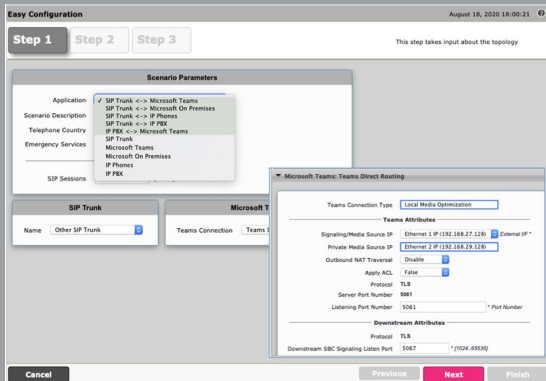 Easy Configuration
August 18, 2020 18:00:21
Step 1
Step 2
Step 3
This step takes input about the topology
Scenario Parameters
Application
✓ SIP Trunk <-> Microsoft Teams
SIP Trunk <-> Microsoft On Premises
SIP Trunk <-> IP Phones
SIP Trunk <-> IP PBX
IP PBX <-> Microsoft Teams
SIP Trunk
Microsoft Teams
Microsoft On Premises
IP Phones
IP PBX
Scenario Description
Telephone Country
Emergency Services
SIP Sessions
SIP Trunk
Name Other SIP Trunk
Microsoft T
Teams Connection Teams D
Microsoft Teams: Teams Direct Routing
Teams Connection Type Local Media Optimization
Teams Attributes
Signaling/Media Source IP Ethernet 1 IP (192.168.27.128) External I/F *
Private Media Source IP Ethernet 2 IP (192.168.29.128)
Outbound NAT Traversal Disable
Apply ACL False
Protocol TLS
Server Port Number 5061
Listening Port Number 5061 * Port Number
Downstream Attributes
Protocol TLS
Downstream SBC Signaling Listen Port 5067 * [1024..65535]
Cancel
Previous
Next
Finish